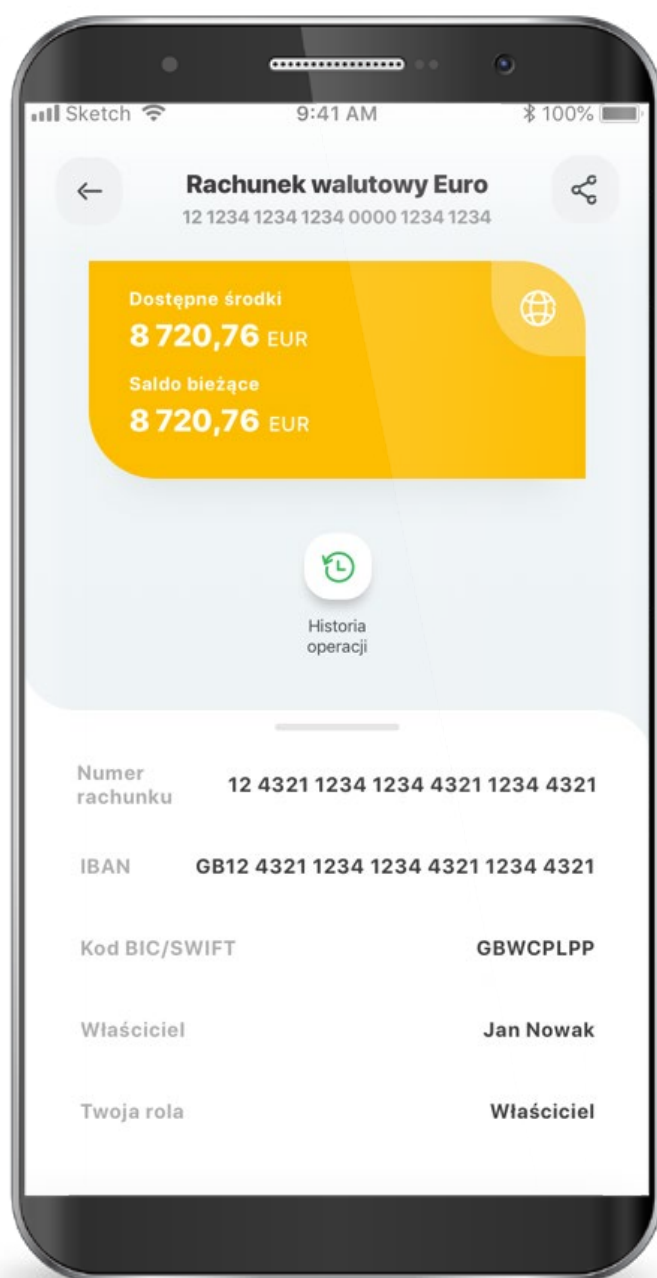 Sketch 9:41 AM 100%
Rachunek walutowy Euro
12 1234 1234 1234 0000 1234 1234
Dostępne środki
8 720,76 EUR
Saldo bieżące
8 720,76 EUR
Historia
operacji
Numer
rachunku
12 4321 1234 1234 4321 1234 4321
IBAN GB12 4321 1234 1234 4321 1234 4321
Kod BIC/SWIFT GBWCPLPP
Właściciel Jan Nowak
Twoja rola Właściciel